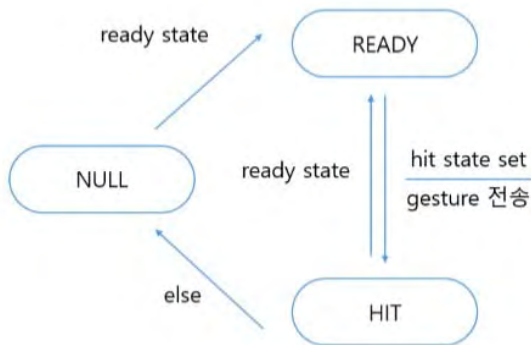 ready state
READY
NULL
ready state
hit state set
gesture 전송
else
HIT